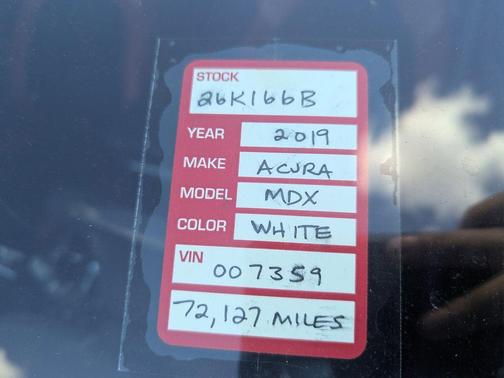 STOCK
26K166B
YEAR 2019
MAKE ACURA
MODEL MDX
COLOR WHITE
VIN
007359
72,127 MILES